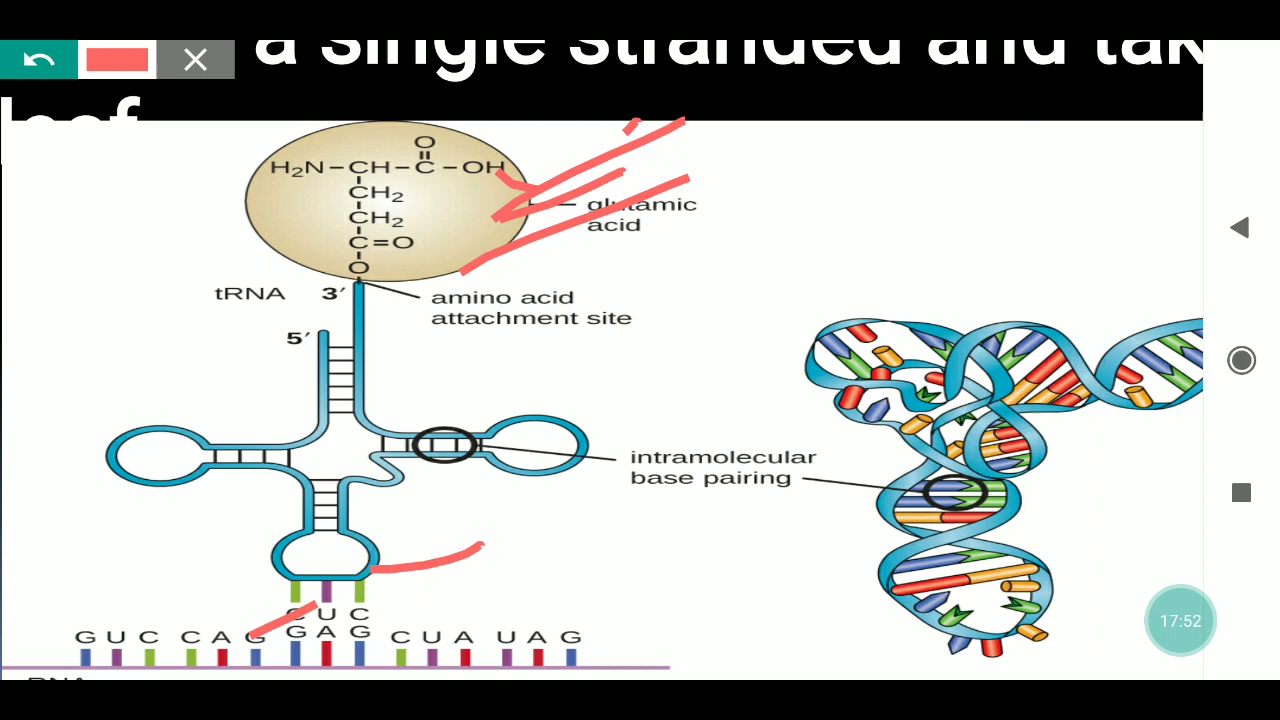 a single stranded and tak
leaf
O
H₂N–CH–C–OH
CH₂
CH₂
C=O
O
glutamic
acid
tRNA 3′
amino acid
attachment site
5′
intramolecular
base pairing
CUC
GUC CAG GAG CUA UAG
17:52